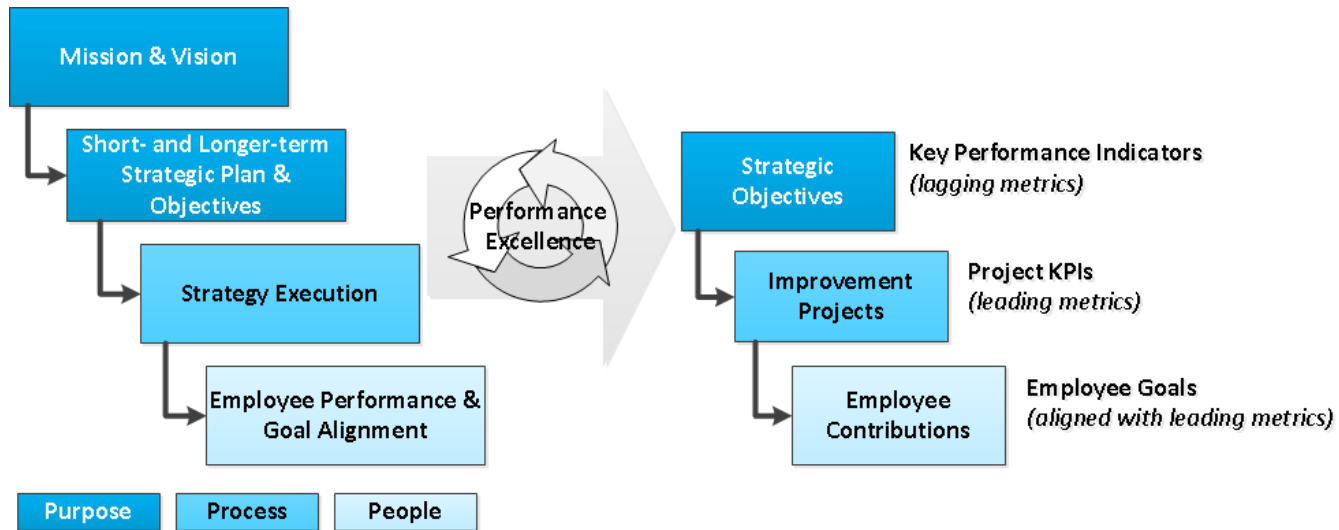 Mission & Vision
Short- and Longer-term
Strategic Plan &
Objectives
Strategy Execution
Employee Performance &
Goal Alignment
Performance
Excellence
Strategic
Objectives
Key Performance Indicators
(lagging metrics)
Improvement
Projects
Project KPIs
(leading metrics)
Employee
Contributions
Employee Goals
(aligned with leading metrics)
Purpose
Process
People